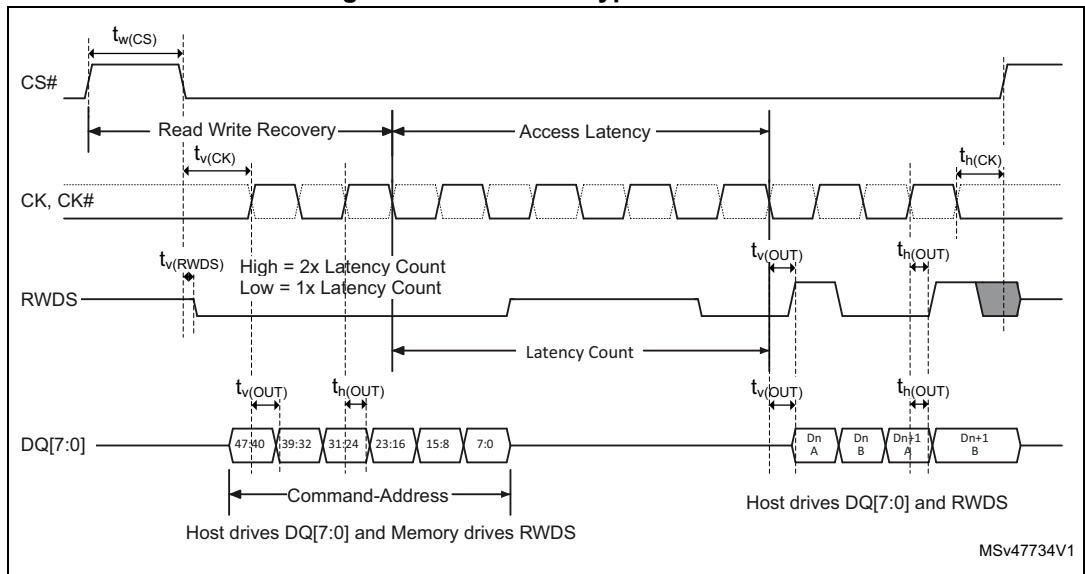 tw(CS)
CS#
Read Write Recovery
Access Latency
tv(CK)
th(CK)
CK, CK#
tv(RWDS)
High = 2x Latency Count
Low = 1x Latency Count
tv(OUT)
th(OUT)
RWDS
Latency Count
tv(OUT)
th(OUT)
tv(OUT)
th(OUT)
DQ[7:0]
47:40 39:32 31:24 23:16 15:8 7:0
Dn A
Dn B
Dn+1 A
Dn+1 B
Command-Address
Host drives DQ[7:0] and RWDS
Host drives DQ[7:0] and Memory drives RWDS
MSv47734V1